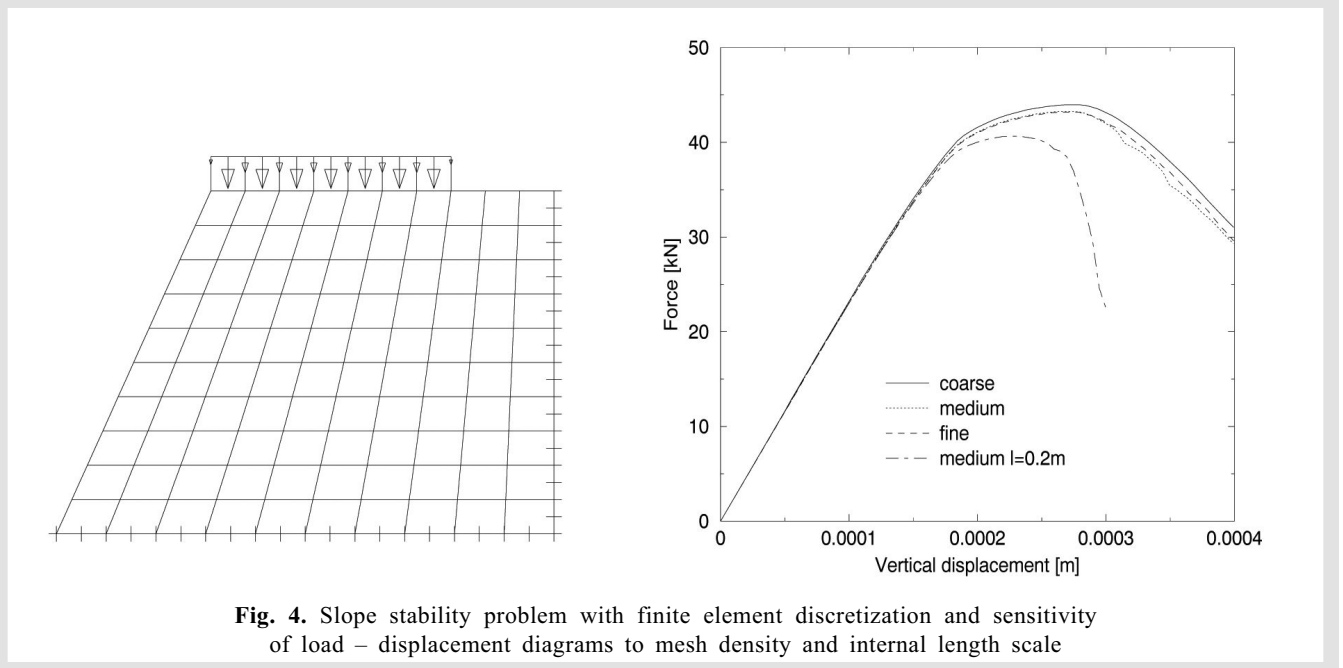 50
40
30
20
10
0
Force [kN]
coarse
medium
fine
medium l=0.2m
0 0.0001 0.0002 0.0003 0.0004
Vertical displacement [m]
Fig. 4. Slope stability problem with finite element discretization and sensitivity
of load – displacement diagrams to mesh density and internal length scale